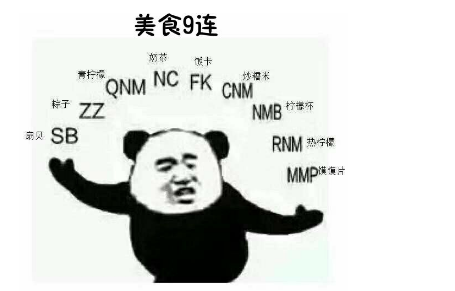 美食9连
扇贝 SB
粽子 ZZ
青柠檬 QNM
奶茶 NC
饭卡 FK
炒糯米 CNM
NMB 柠檬杯
RNM 热柠檬
MMP 馍馍片